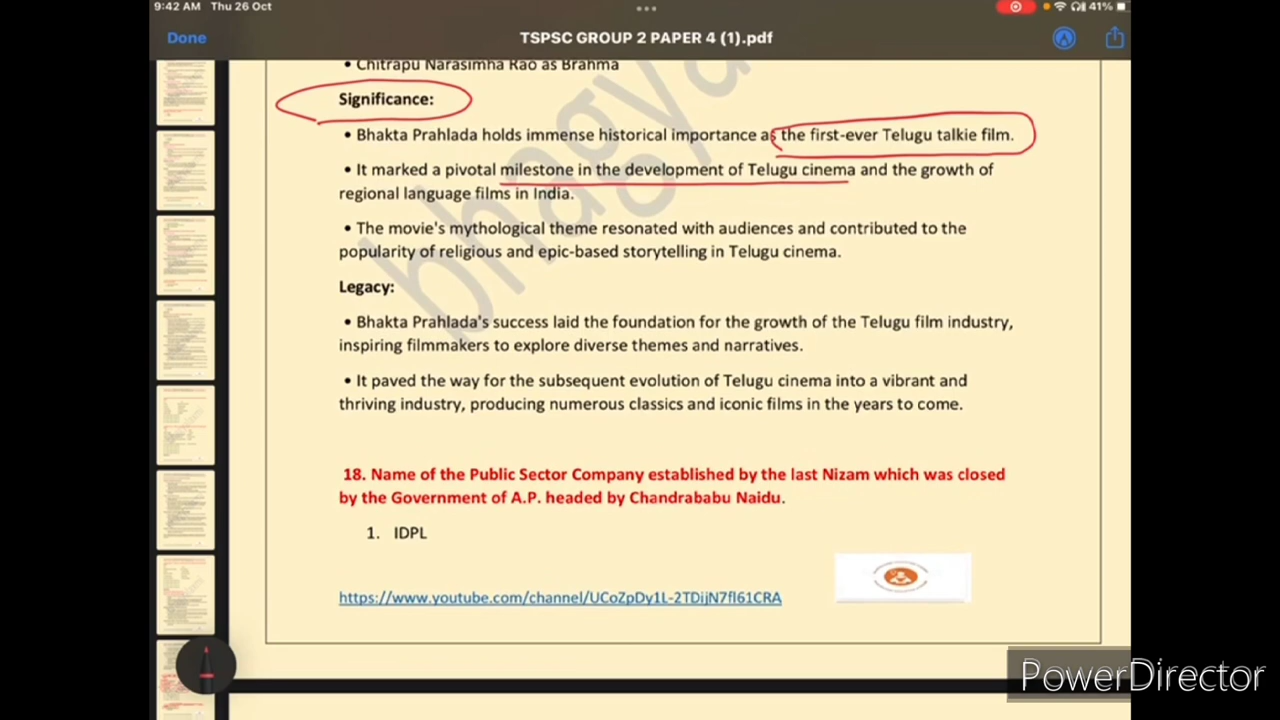 9:42 AM Thu 26 Oct
41%
Done
TSPSC GROUP 2 PAPER 4 (1).pdf
• Chitrapu Narasimha Rao as Brahma
Significance:
• Bhakta Prahlada holds immense historical importance as the first-ever Telugu talkie film.
• It marked a pivotal milestone in the development of Telugu cinema and the growth of
regional language films in India.
• The movie's mythological theme resonated with audiences and contributed to the
popularity of religious and epic-based storytelling in Telugu cinema.
Legacy:
• Bhakta Prahlada's success laid the foundation for the growth of the Telugu film industry,
inspiring filmmakers to explore diverse themes and narratives.
• It paved the way for the subsequent evolution of Telugu cinema into a vibrant and
thriving industry, producing numerous classics and iconic films in the years to come.
18. Name of the Public Sector Company established by the last Nizam which was closed
by the Government of A.P. headed by Chandrababu Naidu.
1. IDPL
https://www.youtube.com/channel/UCoZpDy1L-2TDijN7fl61CRA
bhagya
PowerDirector